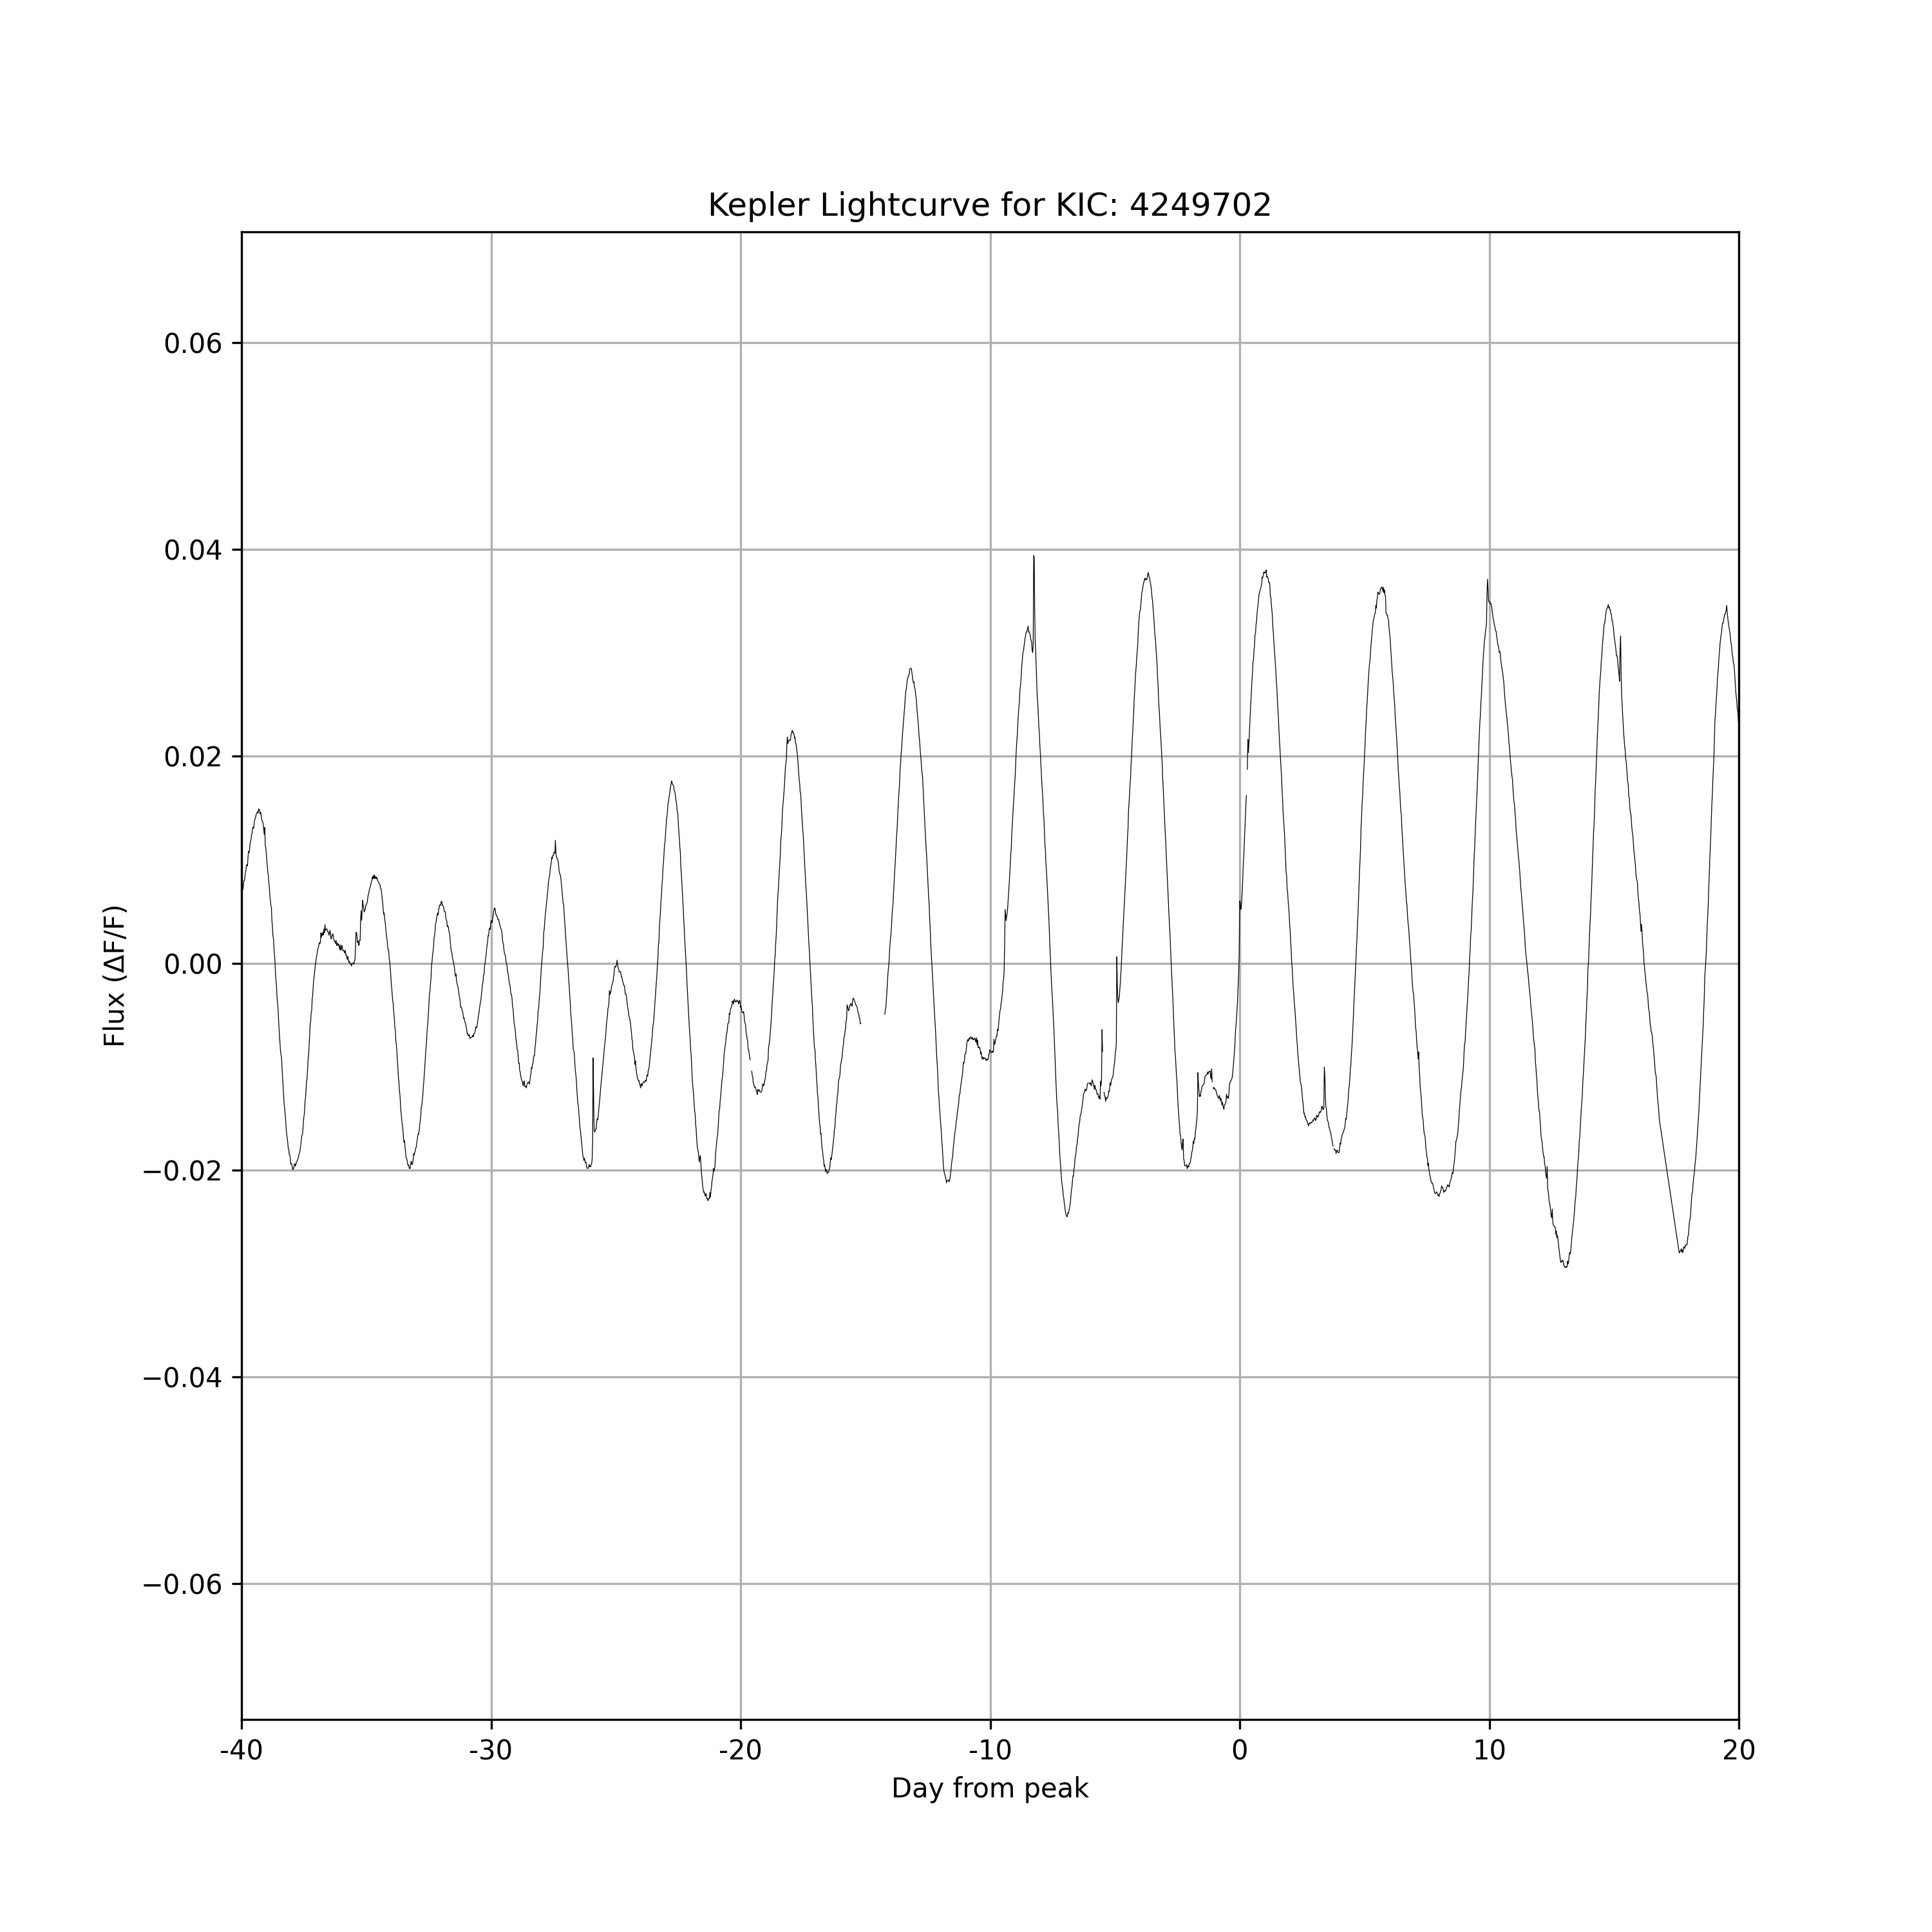 Kepler Lightcurve for KIC: 4249702
Flux (ΔF/F)
0.06
0.04
0.02
0.00
−0.02
−0.04
−0.06
-40 -30 -20 -10 0 10 20
Day from peak